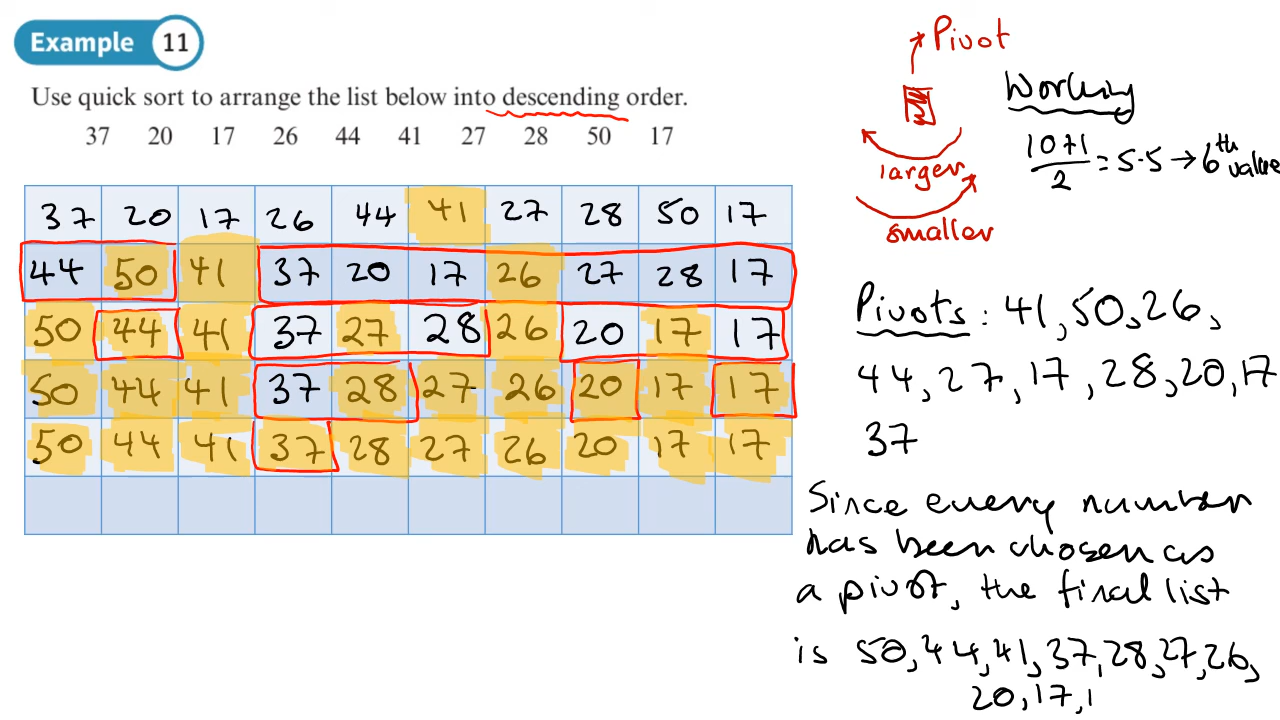 Example 11
Use quick sort to arrange the list below into descending order.
37 20 17 26 44 41 27 28 50 17
37 20 17 26 44 41 27 28 50 17
44 50 41 37 20 17 26 27 28 17
50 44 41 37 27 28 26 20 17 17
50 44 41 37 28 27 26 20 17 17
50 44 41 37 28 27 26 20 17 17
Pivot
larger
smaller
Working
10+1
2
= 5.5 → 6th value
Pivots : 41, 50, 26,
44, 27, 17, 28, 20, 17
37
Since every number
has been chosen as
a pivot, the final list
is 50, 44, 41, 37, 28, 27, 26,
20, 17, 1